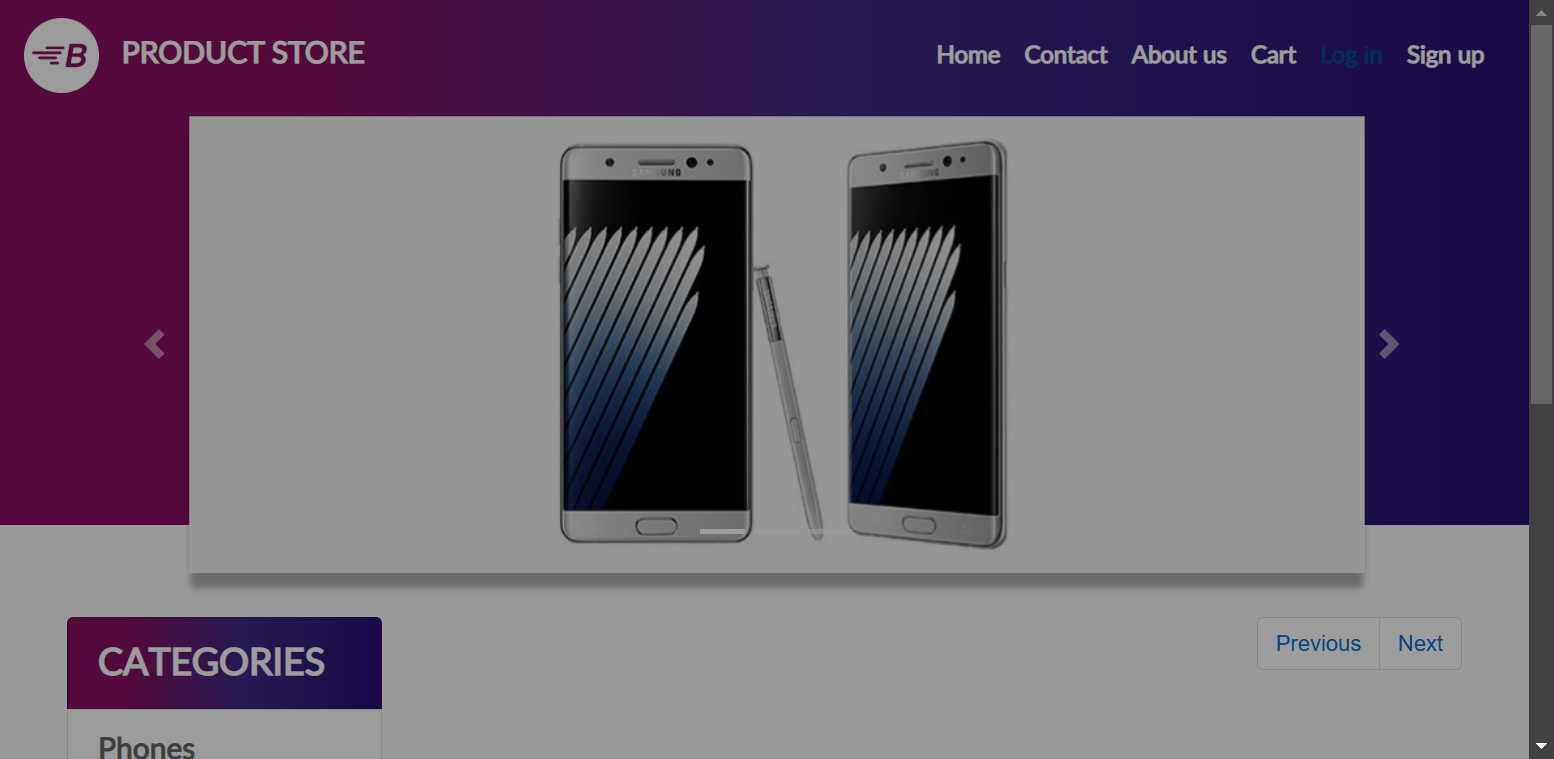 B PRODUCT STORE
Home Contact About us Cart Log in Sign up
SAMSUNG SAMSUNG
CATEGORIES
Previous Next
Phones